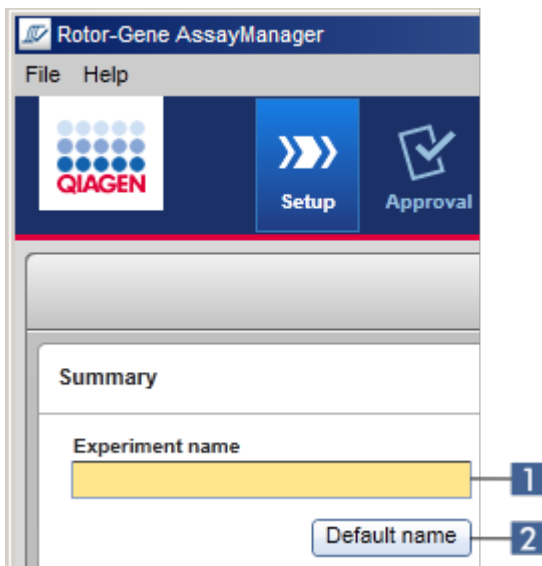 Rotor-Gene AssayManager
File Help
QIAGEN
Setup
Approval
Summary
Experiment name
1
Default name
2